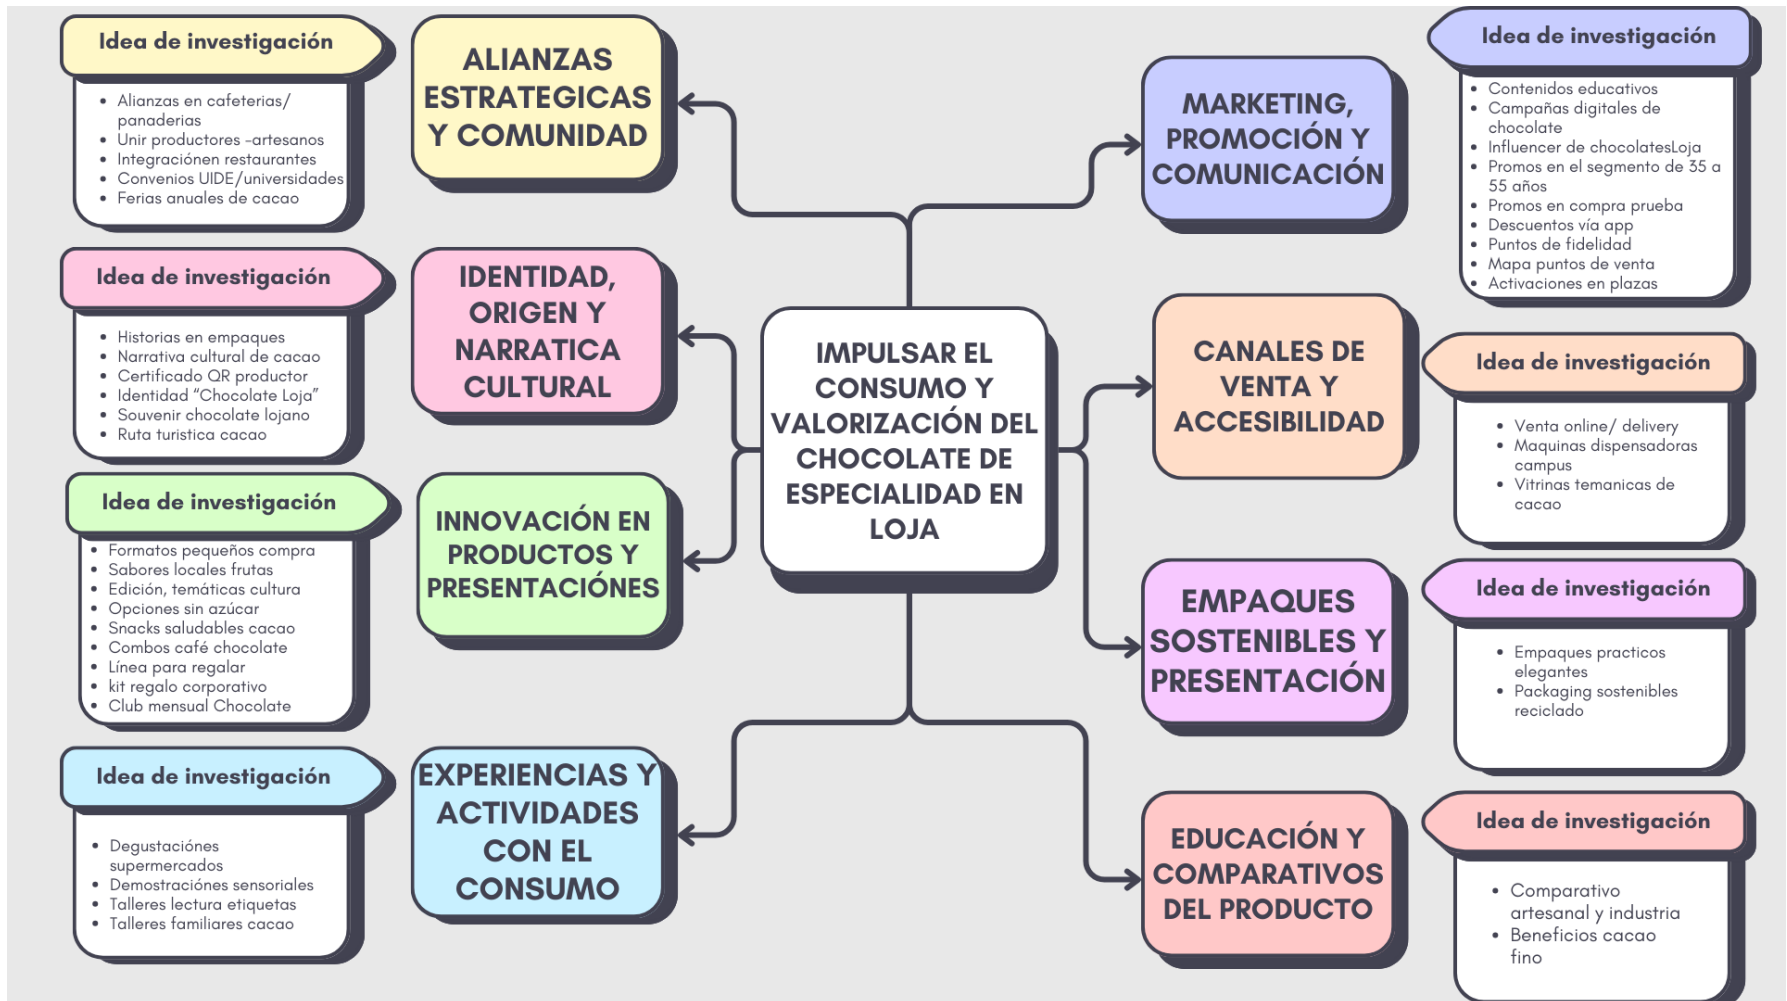 Idea de investigación
Alianzas en cafeterias/
panaderias
Unir productores -artesanos
Integraciónen restaurantes
Convenios UIDE/universidades
Ferias anuales de cacao
ALIANZAS
ESTRATEGICAS
Y COMUNIDAD
Idea de investigación
Historias en empaques
Narrativa cultural de cacao
Certificado QR productor
Identidad “Chocolate Loja”
Souvenir chocolate lojano
Ruta turistica cacao
IDENTIDAD,
ORIGEN Y
NARRATICA
CULTURAL
Idea de investigación
Formatos pequeños compra
Sabores locales frutas
Edición, temáticas cultura
Opciones sin azúcar
Snacks saludables cacao
Combos café chocolate
Línea para regalar
kit regalo corporativo
Club mensual Chocolate
INNOVACIÓN EN
PRODUCTOS Y
PRESENTACIÓNES
Idea de investigación
Degustaciónes
supermercados
Demostraciónes sensoriales
Talleres lectura etiquetas
Talleres familiares cacao
EXPERIENCIAS Y
ACTIVIDADES
CON EL
CONSUMO
IMPULSAR EL
CONSUMO Y
VALORIZACIÓN DEL
CHOCOLATE DE
ESPECIALIDAD EN
LOJA
MARKETING,
PROMOCIÓN Y
COMUNICACIÓN
Idea de investigación
Contenidos educativos
Campañas digitales de
chocolate
Influencer de chocolatesLoja
Promos en el segmento de 35 a
55 años
Promos en compra prueba
Descuentos vía app
Puntos de fidelidad
Mapa puntos de venta
Activaciones en plazas
CANALES DE
VENTA Y
ACCESIBILIDAD
Idea de investigación
Venta online/ delivery
Maquinas dispensadoras
campus
Vitrinas temanicas de
cacao
EMPAQUES
SOSTENIBLES Y
PRESENTACIÓN
Idea de investigación
Empaques practicos
elegantes
Packaging sostenibles
reciclado
EDUCACIÓN Y
COMPARATIVOS
DEL PRODUCTO
Idea de investigación
Comparativo
artesanal y industria
Beneficios cacao
fino